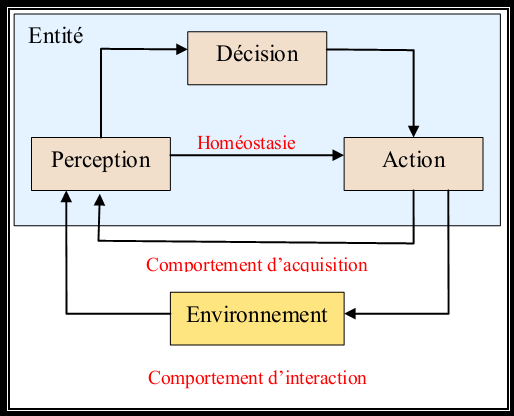 Entité
Décision
Homéostasie
Perception
Action
Comportement d’acquisition
Environnement
Comportement d’interaction